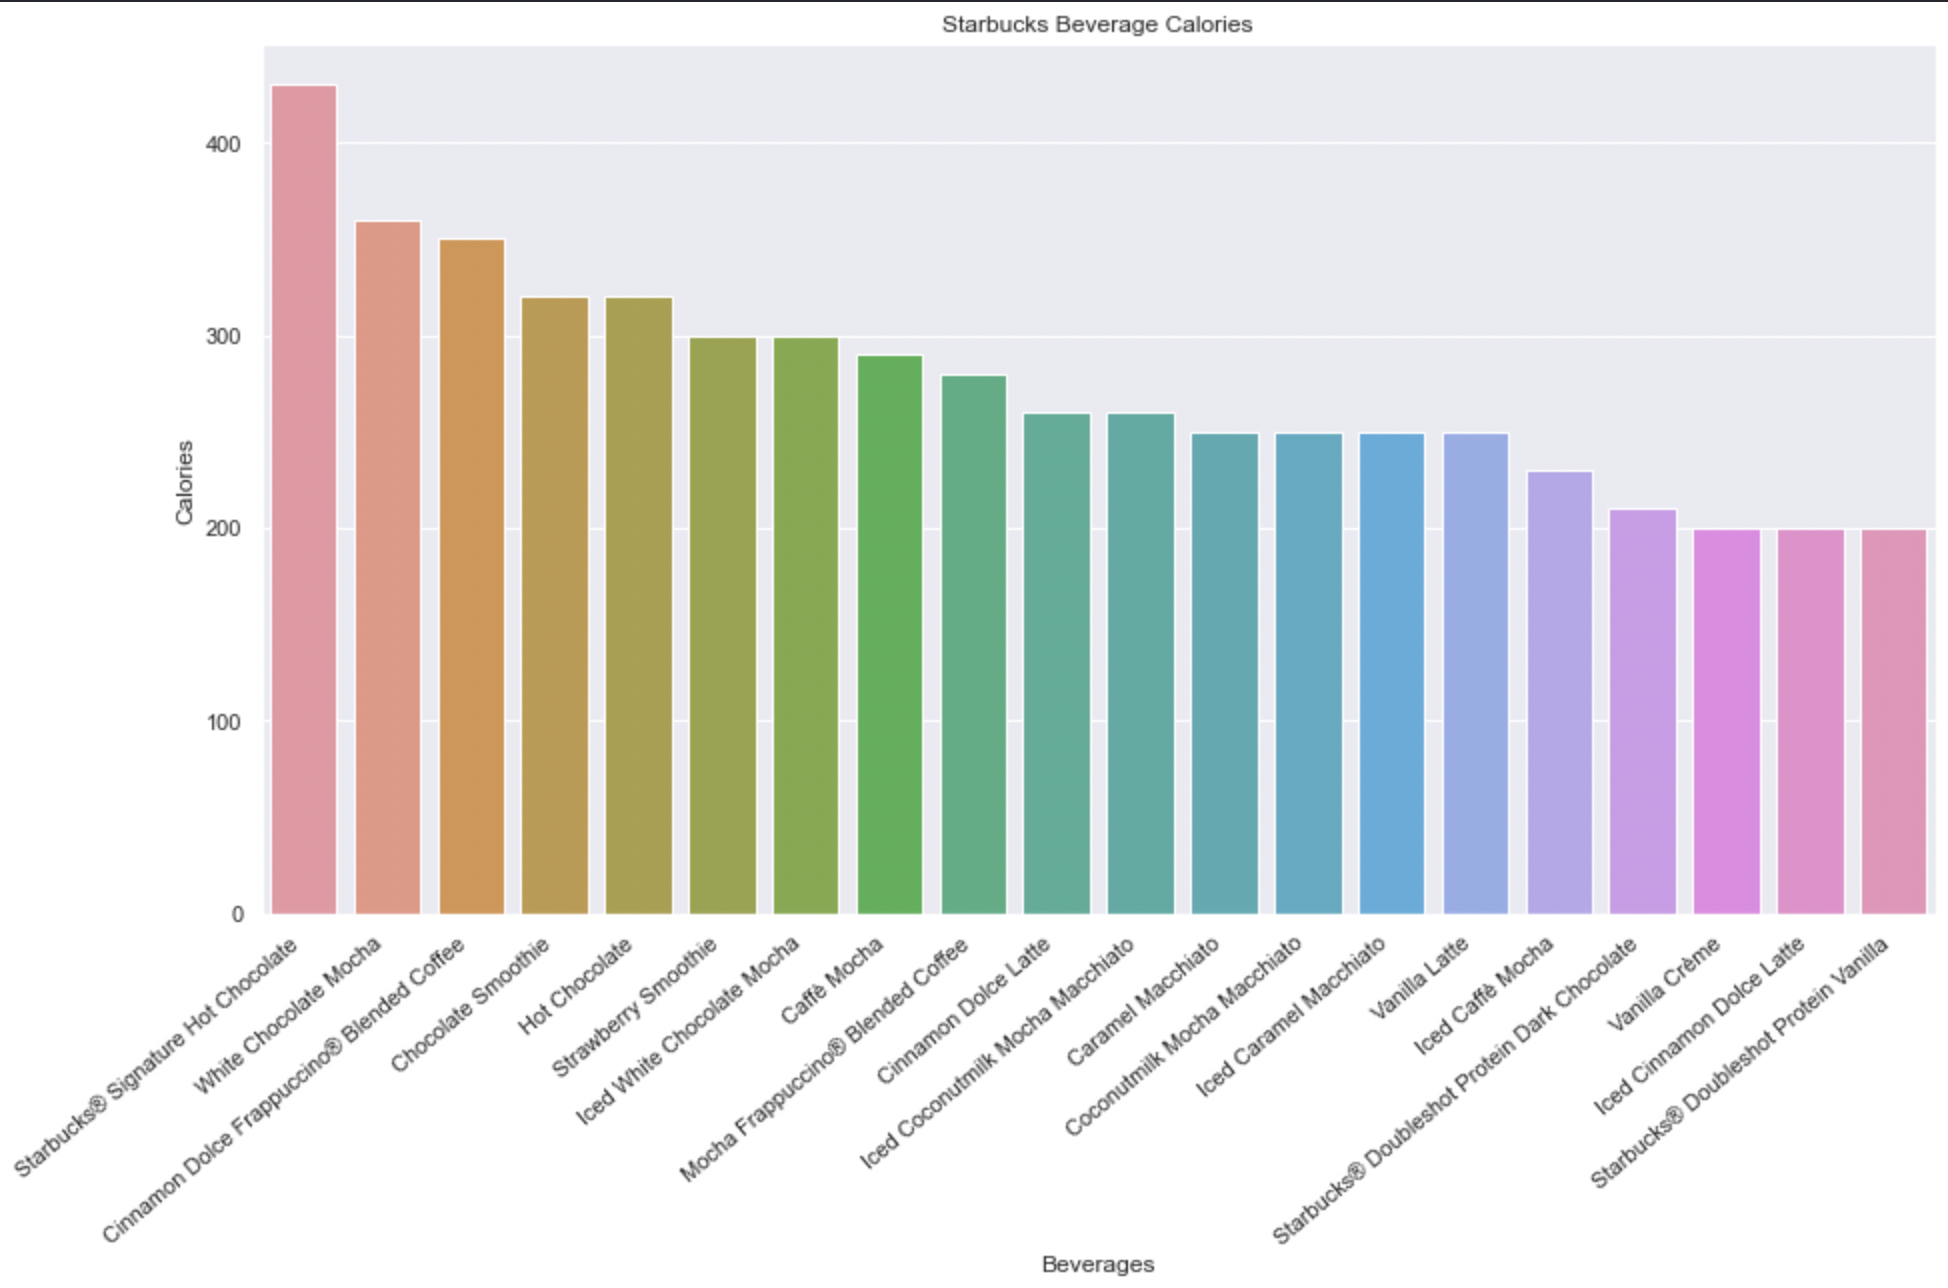 Starbucks Beverage Calories
Calories
400
300
200
100
0
Starbucks® Signature Hot Chocolate
White Chocolate Mocha
Cinnamon Dolce Frappuccino® Blended Coffee
Chocolate Smoothie
Hot Chocolate
Strawberry Smoothie
Iced White Chocolate Mocha
Caffè Mocha
Mocha Frappuccino® Blended Coffee
Cinnamon Dolce Latte
Iced Coconutmilk Mocha Macchiato
Caramel Macchiato
Coconutmilk Mocha Macchiato
Iced Caramel Macchiato
Vanilla Latte
Iced Caffè Mocha
Starbucks® Doubleshot Protein Dark Chocolate
Vanilla Crème
Iced Cinnamon Dolce Latte
Starbucks® Doubleshot Protein Vanilla
Beverages